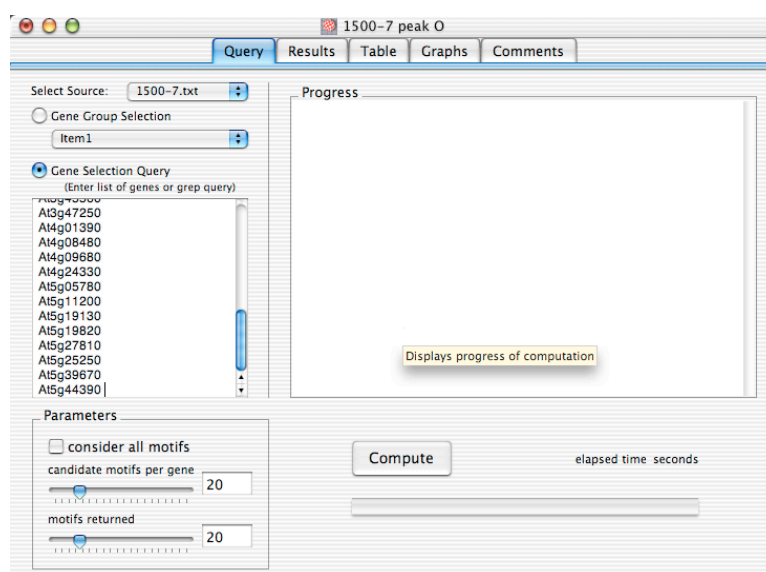 1500-7 peak O
Query Results Table Graphs Comments
Select Source: 1500-7.txt
Gene Group Selection
Item1
Gene Selection Query
(Enter list of genes or grep query)
At3g47250
At4g01390
At4g08480
At4g09680
At4g24330
At5g05780
At5g11200
At5g19130
At5g19820
At5g27810
At5g25250
At5g39670
At5g44390
Progress
Displays progress of computation
Parameters
consider all motifs
candidate motifs per gene
20
motifs returned
20
Compute
elapsed time seconds